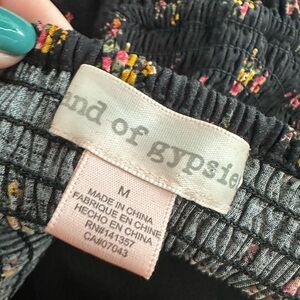 and of gypsie
M
MADE IN CHINA
FABRIQUE EN CHINE
HECHO EN CHINA
RN#141357
CA#07043